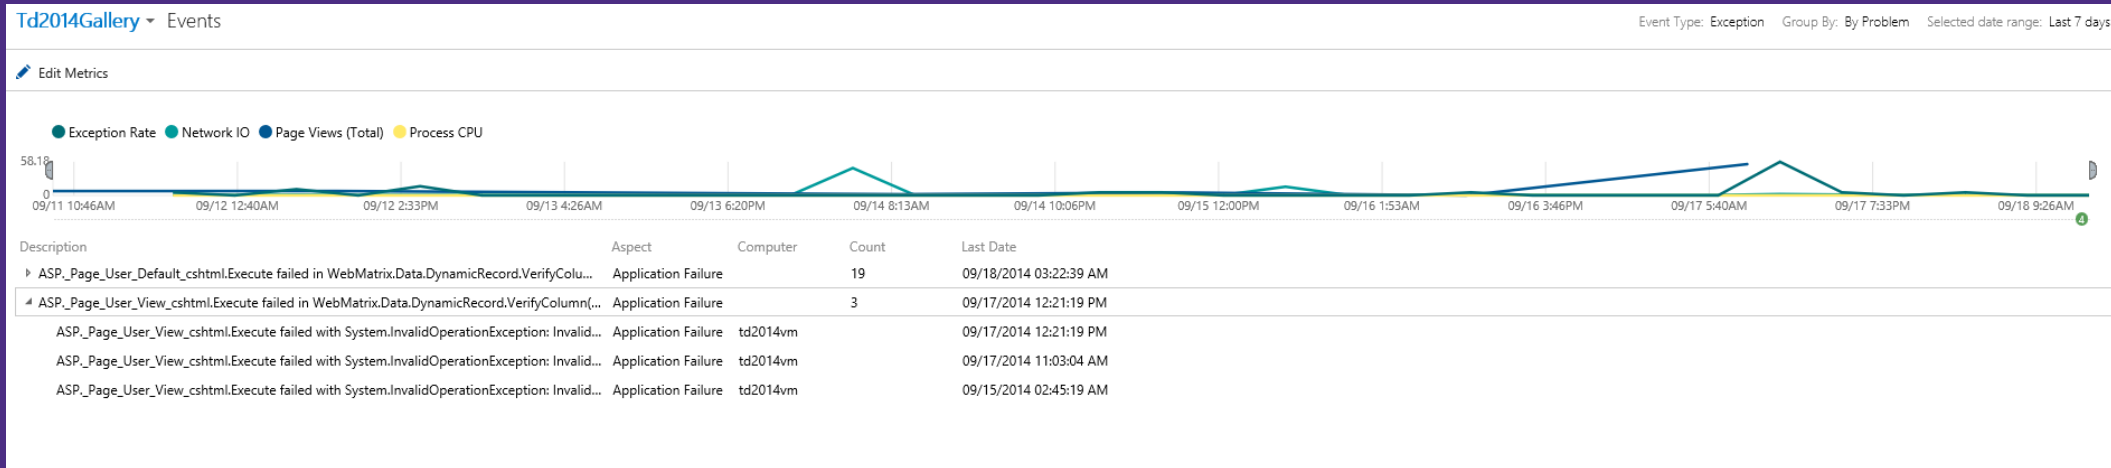 Td2014Gallery Events Event Type: Exception Group By: By Problem Selected date range: Last 7 days
Edit Metrics
Exception Rate Network IO Page Views (Total) Process CPU
58.18
0
09/11 10:46AM 09/12 12:40AM 09/12 2:33PM 09/13 4:26AM 09/13 6:20PM 09/14 8:13AM 09/14 10:06PM 09/15 12:00PM 09/16 1:53AM 09/16 3:46PM 09/17 5:40AM 09/17 7:33PM 09/18 9:26AM
4
Description Aspect Computer Count Last Date
ASP._Page_User_Default_cshtml.Execute failed in WebMatrix.Data.DynamicRecord.VerifyColu... Application Failure 19 09/18/2014 03:22:39 AM
ASP._Page_User_View_cshtml.Execute failed in WebMatrix.Data.DynamicRecord.VerifyColumn(... Application Failure 3 09/17/2014 12:21:19 PM
ASP._Page_User_View_cshtml.Execute failed with System.InvalidOperationException: Invalid... Application Failure td2014vm 09/17/2014 12:21:19 PM
ASP._Page_User_View_cshtml.Execute failed with System.InvalidOperationException: Invalid... Application Failure td2014vm 09/17/2014 11:03:04 AM
ASP._Page_User_View_cshtml.Execute failed with System.InvalidOperationException: Invalid... Application Failure td2014vm 09/15/2014 02:45:19 AM